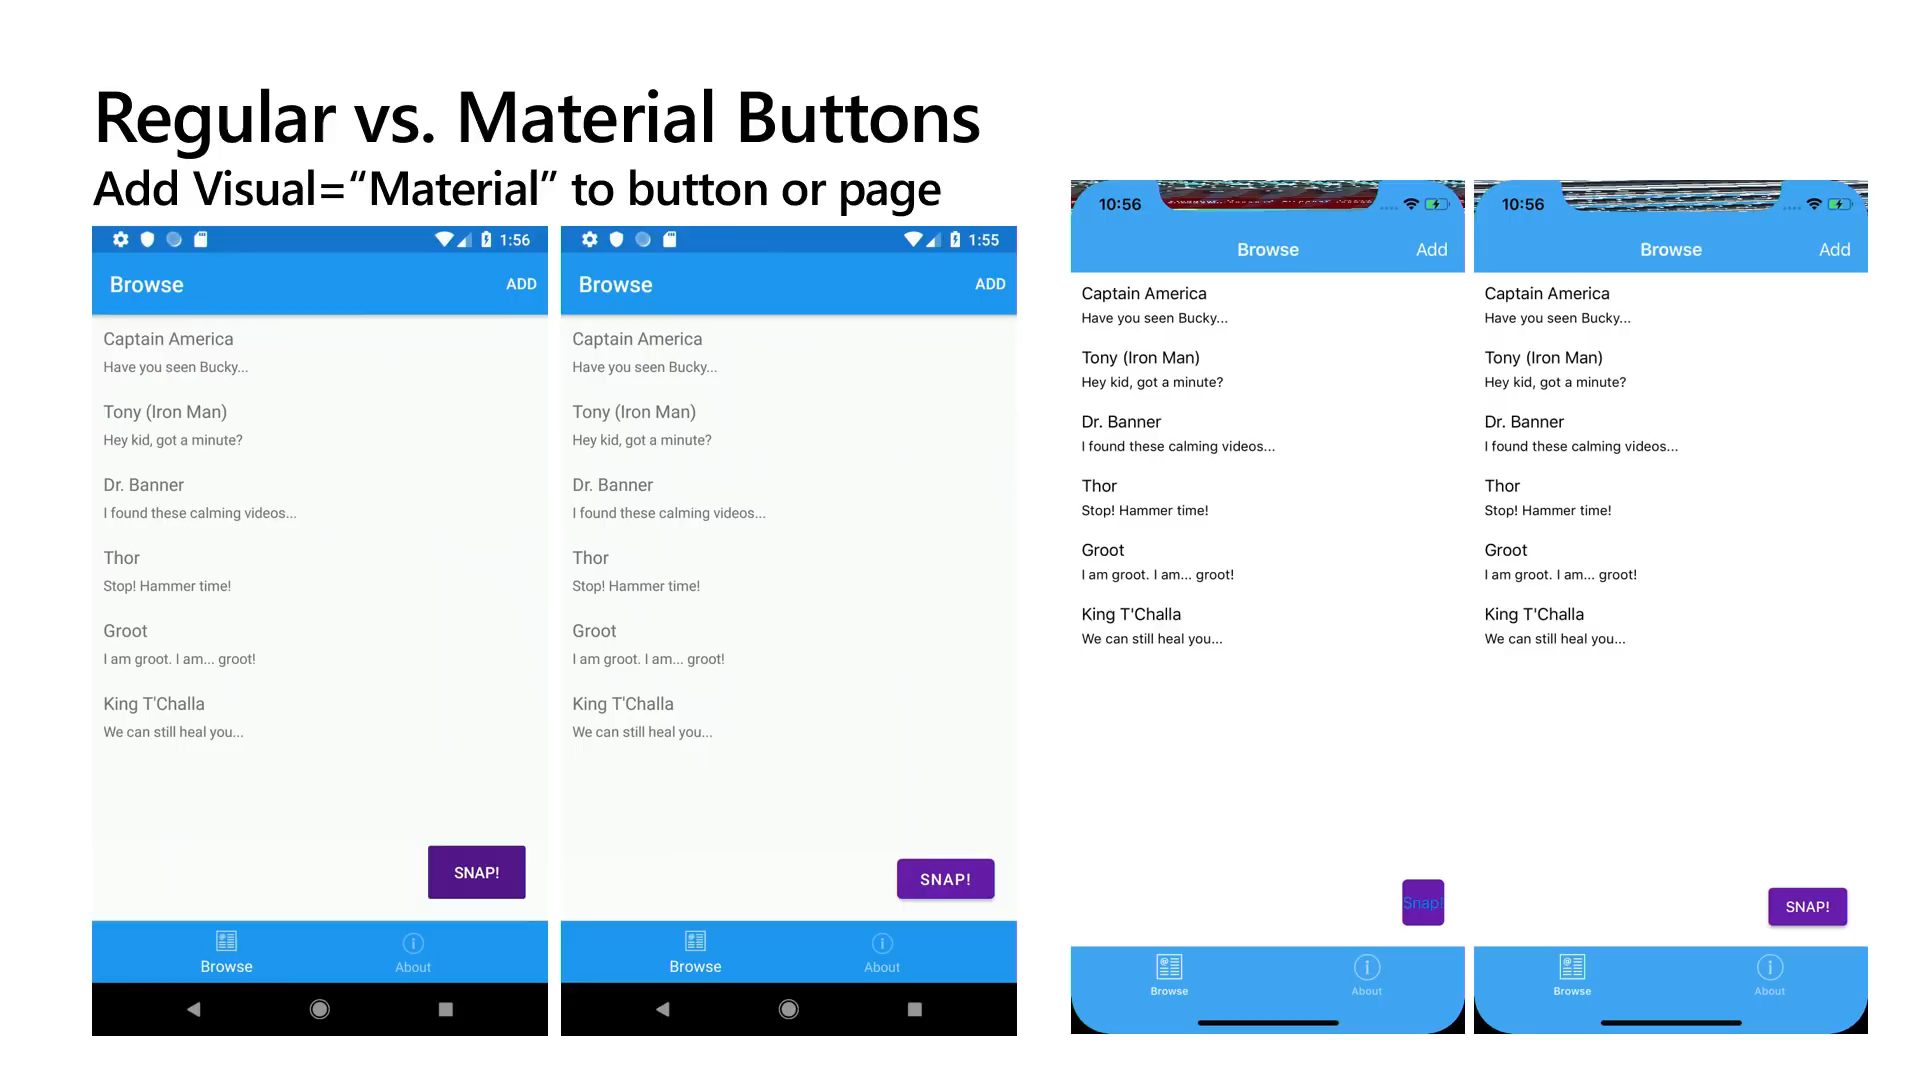 Regular vs. Material Buttons
Add Visual=“Material” to button or page
1:56
Browse
ADD
Captain America
Have you seen Bucky...
Tony (Iron Man)
Hey kid, got a minute?
Dr. Banner
I found these calming videos...
Thor
Stop! Hammer time!
Groot
I am groot. I am... groot!
King T'Challa
We can still heal you...
SNAP!
Browse
About
1:55
Browse
ADD
Captain America
Have you seen Bucky...
Tony (Iron Man)
Hey kid, got a minute?
Dr. Banner
I found these calming videos...
Thor
Stop! Hammer time!
Groot
I am groot. I am... groot!
King T'Challa
We can still heal you...
SNAP!
Browse
About
10:56
Browse
Add
Captain America
Have you seen Bucky...
Tony (Iron Man)
Hey kid, got a minute?
Dr. Banner
I found these calming videos...
Thor
Stop! Hammer time!
Groot
I am groot. I am... groot!
King T'Challa
We can still heal you...
Snap!
Browse
About
10:56
Browse
Add
Captain America
Have you seen Bucky...
Tony (Iron Man)
Hey kid, got a minute?
Dr. Banner
I found these calming videos...
Thor
Stop! Hammer time!
Groot
I am groot. I am... groot!
King T'Challa
We can still heal you...
SNAP!
Browse
About